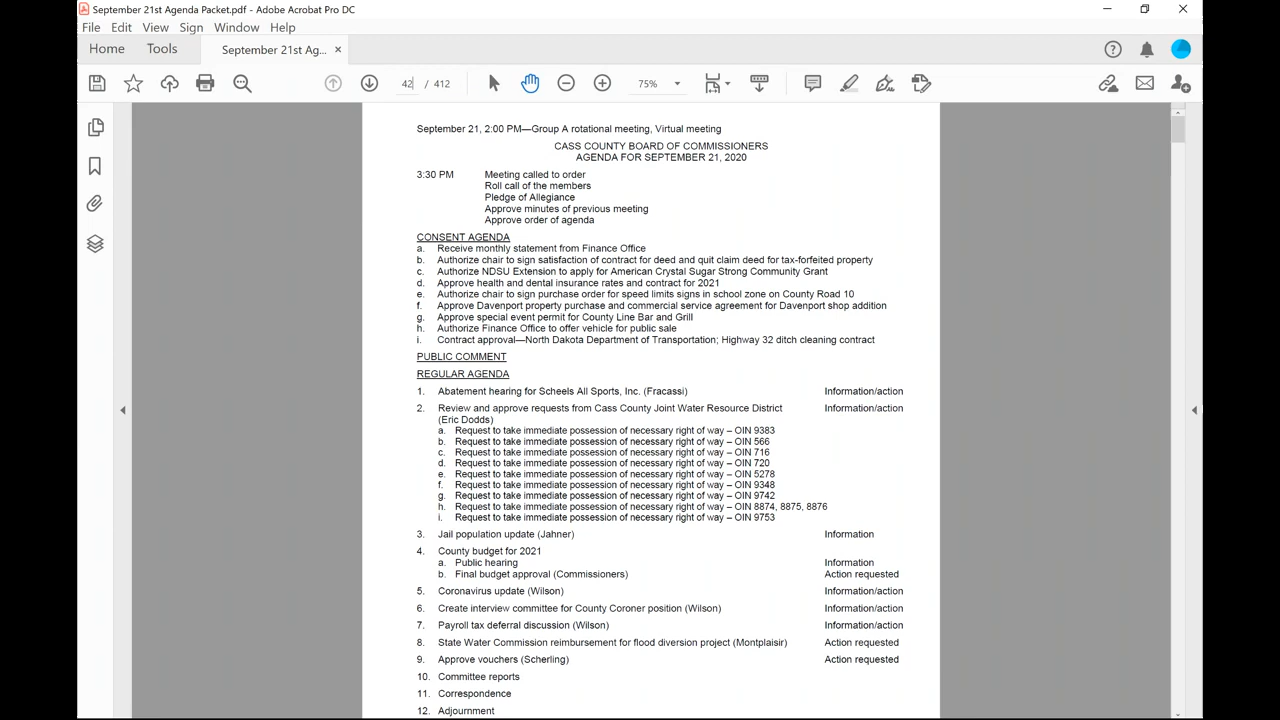 September 21st Agenda Packet.pdf - Adobe Acrobat Pro DC
File Edit View Sign Window Help
Home Tools September 21st Ag... ×
42 / 412 75%
September 21, 2:00 PM—Group A rotational meeting, Virtual meeting
CASS COUNTY BOARD OF COMMISSIONERS
AGENDA FOR SEPTEMBER 21, 2020
3:30 PM Meeting called to order
Roll call of the members
Pledge of Allegiance
Approve minutes of previous meeting
Approve order of agenda
CONSENT AGENDA
a. Receive monthly statement from Finance Office
b. Authorize chair to sign satisfaction of contract for deed and quit claim deed for tax-forfeited property
c. Authorize NDSU Extension to apply for American Crystal Sugar Strong Community Grant
d. Approve health and dental insurance rates and contract for 2021
e. Authorize chair to sign purchase order for speed limits signs in school zone on County Road 10
f. Approve Davenport property purchase and commercial service agreement for Davenport shop addition
g. Approve special event permit for County Line Bar and Grill
h. Authorize Finance Office to offer vehicle for public sale
i. Contract approval—North Dakota Department of Transportation; Highway 32 ditch cleaning contract
PUBLIC COMMENT
REGULAR AGENDA
1. Abatement hearing for Scheels All Sports, Inc. (Fracassi) Information/action
2. Review and approve requests from Cass County Joint Water Resource District Information/action
(Eric Dodds)
a. Request to take immediate possession of necessary right of way – OIN 9383
b. Request to take immediate possession of necessary right of way – OIN 566
c. Request to take immediate possession of necessary right of way – OIN 716
d. Request to take immediate possession of necessary right of way – OIN 720
e. Request to take immediate possession of necessary right of way – OIN 5278
f. Request to take immediate possession of necessary right of way – OIN 9348
g. Request to take immediate possession of necessary right of way – OIN 9742
h. Request to take immediate possession of necessary right of way – OIN 8874, 8875, 8876
i. Request to take immediate possession of necessary right of way – OIN 9753
3. Jail population update (Jahner) Information
4. County budget for 2021
a. Public hearing Information
b. Final budget approval (Commissioners) Action requested
5. Coronavirus update (Wilson) Information/action
6. Create interview committee for County Coroner position (Wilson) Information/action
7. Payroll tax deferral discussion (Wilson) Information/action
8. State Water Commission reimbursement for flood diversion project (Montplaisir) Action requested
9. Approve vouchers (Scherling) Action requested
10. Committee reports
11. Correspondence
12. Adjournment